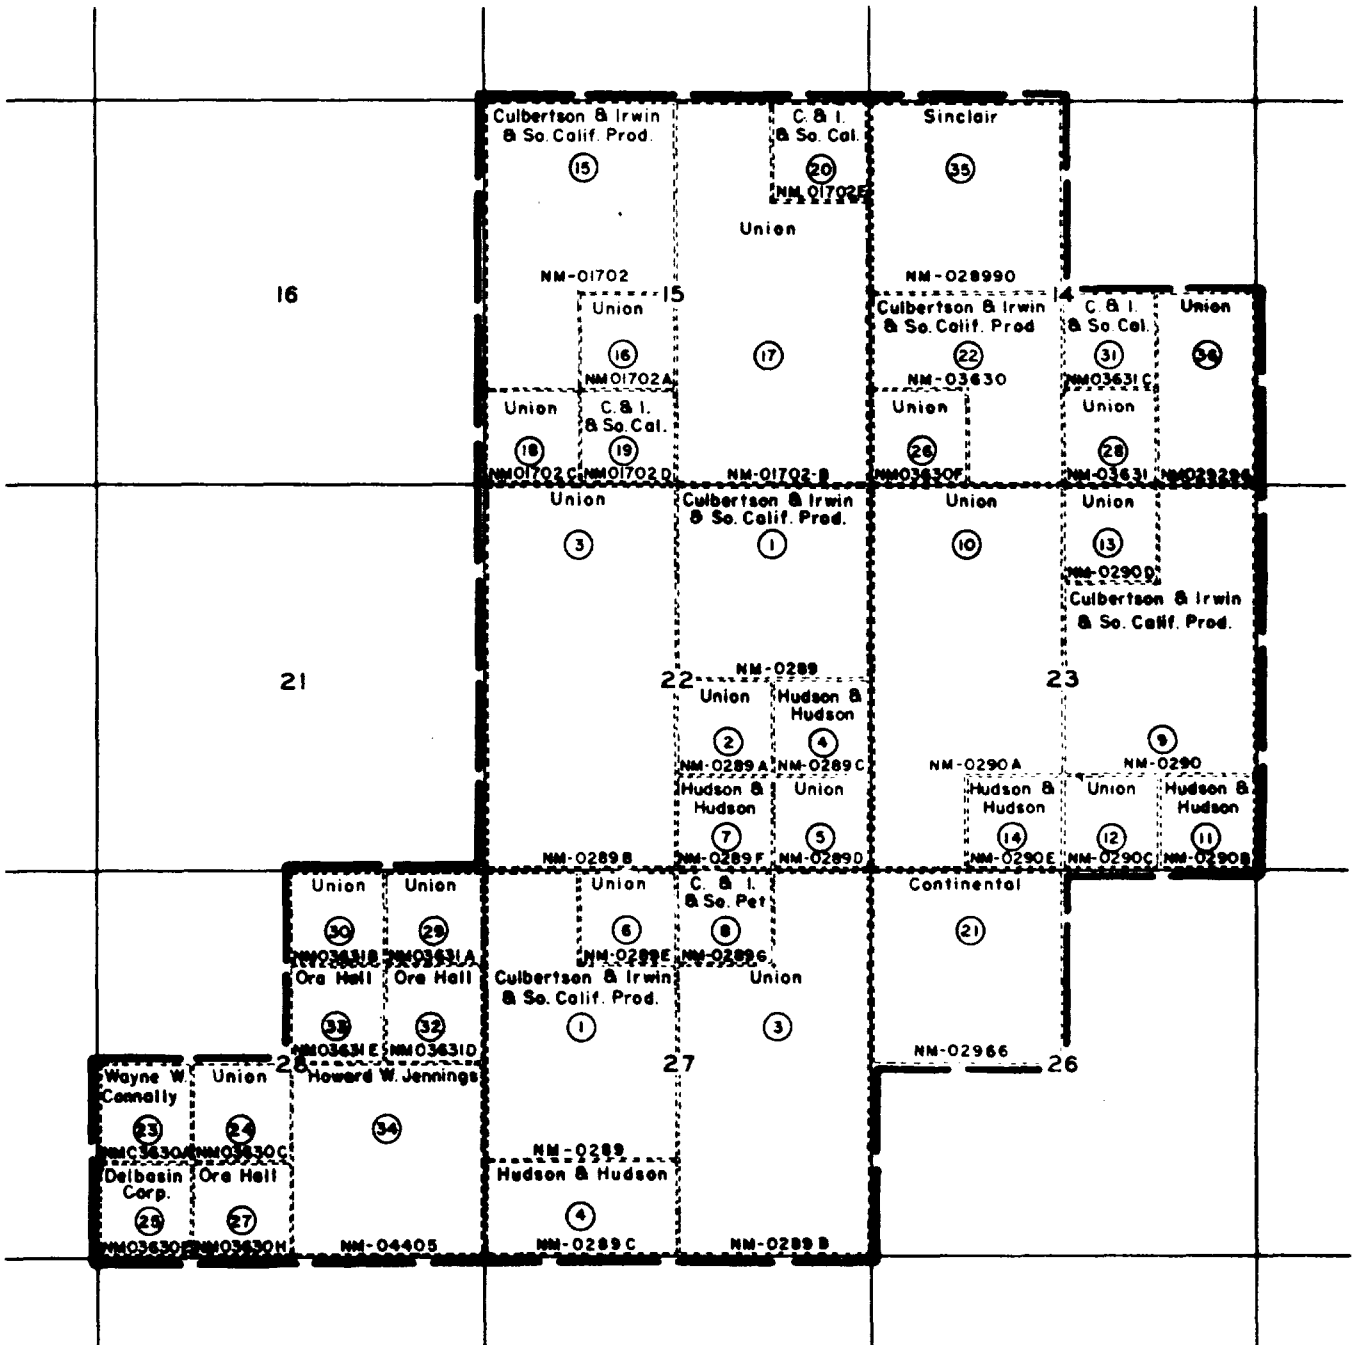 Culbertson & Irwin
& So. Calif. Prod.
15
NM-01702
C. & I.
& So. Cal.
20
NM 01702E
Union
17
NM-01702-B
Sinclair
35
NM-028990
16
15
14
Union
16
NM01702A
Union
18
NM01702C
C. & I.
& So. Cal.
19
NM01702D
Culbertson & Irwin
& So. Calif. Prod
22
NM-03630
Union
26
NM03630F
C. & I.
& So. Cal.
31
NM03631C
Union
36
Union
28
NM-03631
Union
3
NM-0289B
Culbertson & Irwin
& So. Calif. Prod.
1
NM-0289
Union
10
NM-0290A
Union
13
NM-0290D
Culbertson & Irwin
& So. Calif. Prod.
9
NM-0290
21
22
23
Union
2
NM-0289A
Hudson &
Hudson
4
NM-0289C
Hudson &
Hudson
7
NM-0289F
Union
5
NM-0289D
Hudson &
Hudson
14
NM-0290E
Union
12
NM-0290C
Hudson &
Hudson
11
NM-0290B
Union
30
NM03631B
Union
29
NM03631A
Union
6
NM-0289E
C. & I.
& So. Pet
8
NM-0289G
Continental
21
NM-02966
Ora Hall
33
NM03631E
Ora Hall
32
NM03631D
Culbertson & Irwin
& So. Calif. Prod.
1
NM-0289
Union
3
NM-0289B
28
27
26
Wayne W.
Connally
23
NMC3630A
Union
24
NM03630C
Howard W. Jennings
34
NM-04405
Delbasin
Corp.
25
Ora Hall
27
NM03630H
Hudson & Hudson
4
NM-0289C